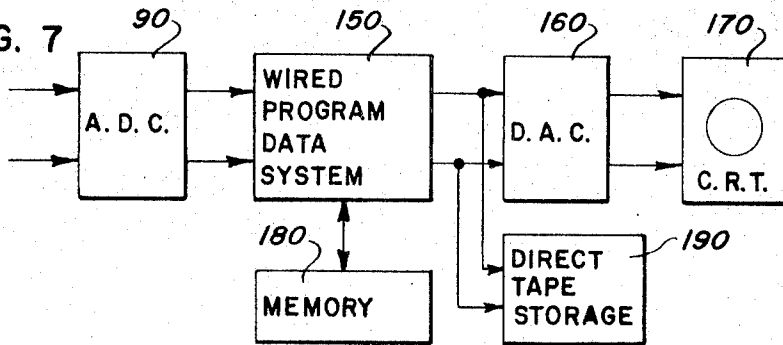 G. 7
90
150
160
170
A. D. C.
WIRED
PROGRAM
DATA
SYSTEM
D. A. C.
C. R. T.
180
MEMORY
190
DIRECT
TAPE
STORAGE